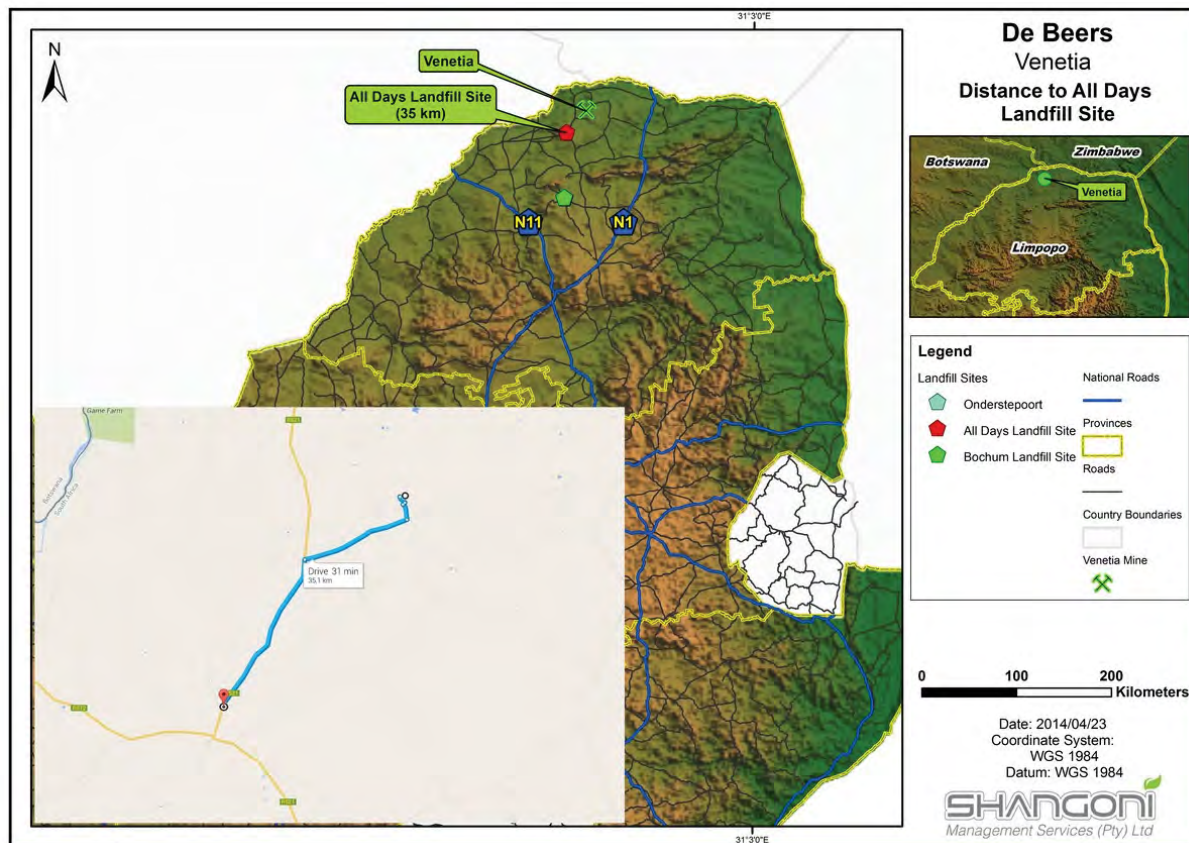 31°3'0"E
N
Venetia
All Days Landfill Site
(35 km)
N11
N1
Game Farm
Botswana
South Africa
Drive 31 min
35,1 km
31°3'0"E
De Beers
Venetia
Distance to All Days
Landfill Site
Botswana
Zimbabwe
Venetia
Limpopo
Legend
Landfill Sites
Onderstepoort
All Days Landfill Site
Bochum Landfill Site
National Roads
Provinces
Roads
Country Boundaries
Venetia Mine
0 100 200
Kilometers
Date: 2014/04/23
Coordinate System:
WGS 1984
Datum: WGS 1984
SHANGONI
Management Services (Pty) Ltd